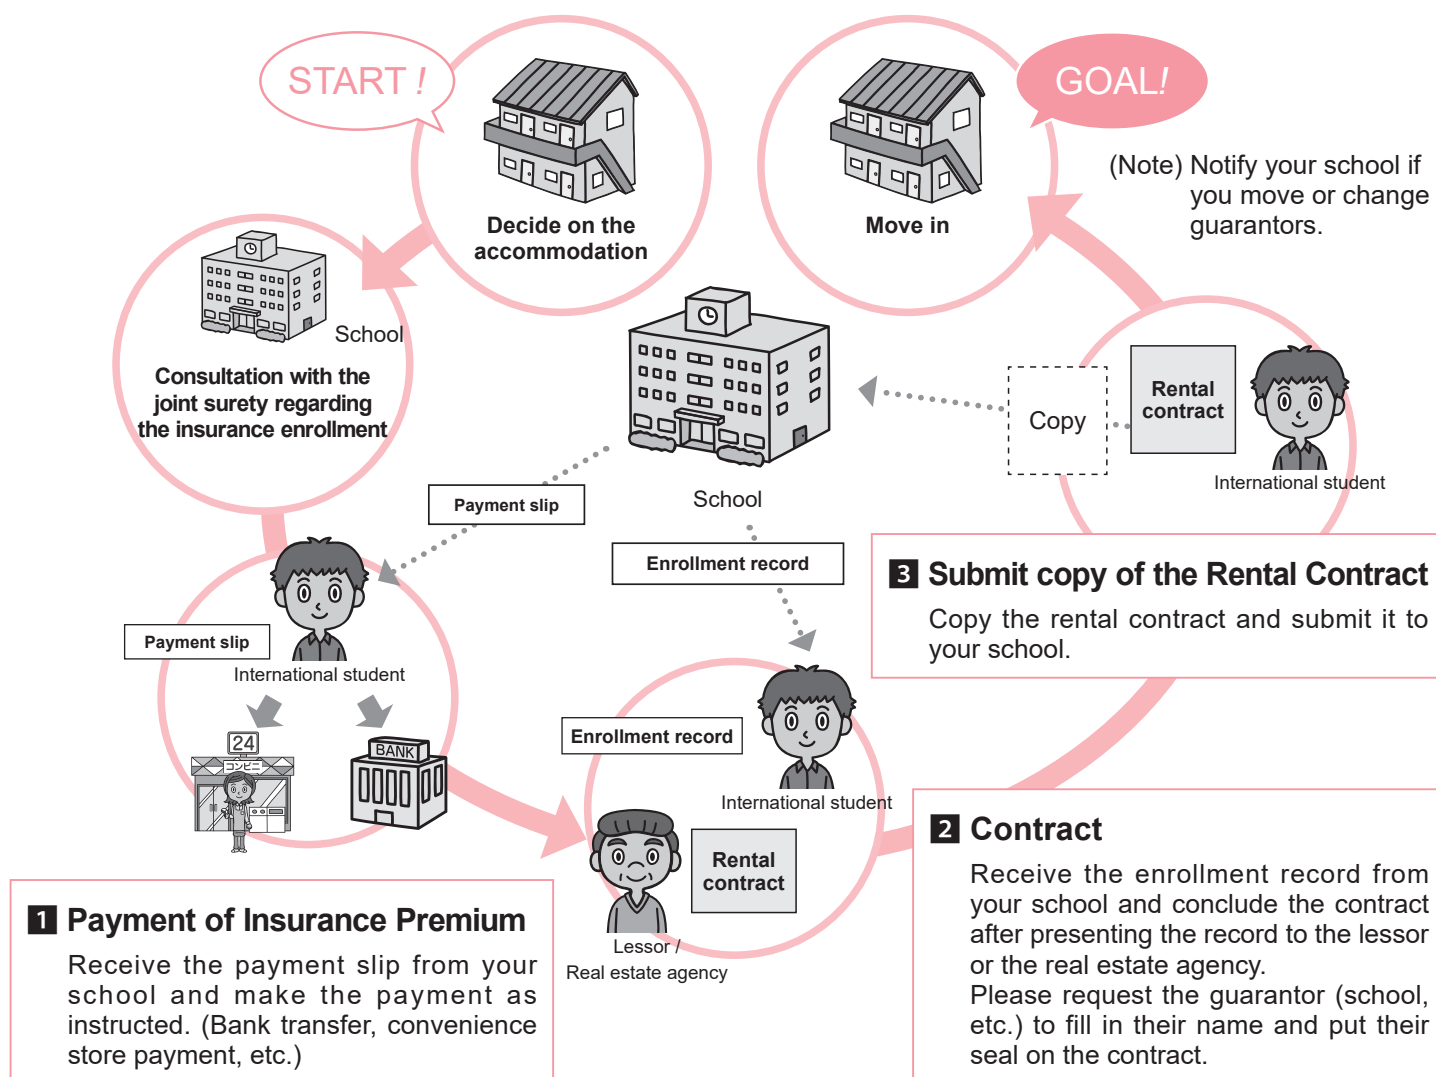 START !
Decide on the
accommodation
GOAL!
Move in
(Note) Notify your school if
you move or change
guarantors.
School
Consultation with the
joint surety regarding
the insurance enrollment
School
Payment slip
Enrollment record
Copy
Rental
contract
International student
Payment slip
International student
24
コンビニ
BANK
Enrollment record
International student
Rental
contract
Lessor /
Real estate agency
1 Payment of Insurance Premium
Receive the payment slip from your
school and make the payment as
instructed. (Bank transfer, convenience
store payment, etc.)
2 Contract
Receive the enrollment record from
your school and conclude the contract
after presenting the record to the lessor
or the real estate agency.
Please request the guarantor (school,
etc.) to fill in their name and put their
seal on the contract.
3 Submit copy of the Rental Contract
Copy the rental contract and submit it to
your school.